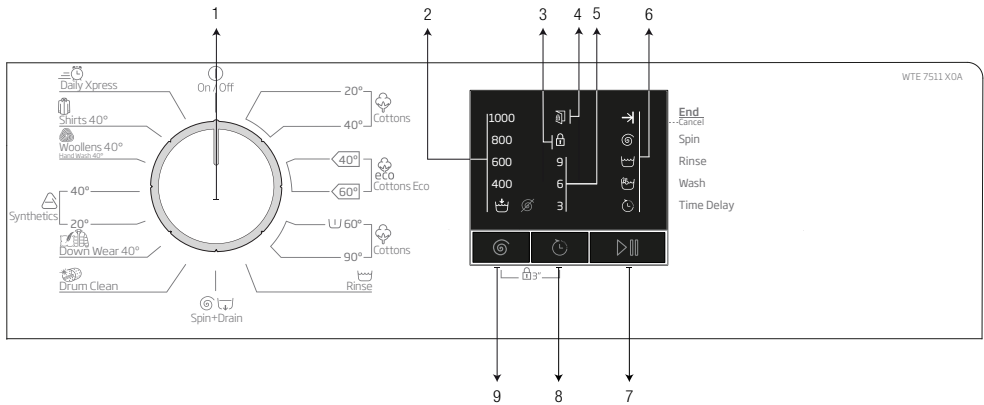 1
2
3
4
5
6
WTE 7511 X0A
Daily Xpress
On / Off
20°
40°
Cottons
Shirts 40°
Woollens 40°
Hand Wash 40°
40°
60°
eco
Cottons Eco
40°
20°
Synthetics
60°
90°
Cottons
Down Wear 40°
Drum Clean
Rinse
Spin+Drain
1000
800
600
400
9
6
3
End
Cancel
Spin
Rinse
Wash
Time Delay
3"
9
8
7